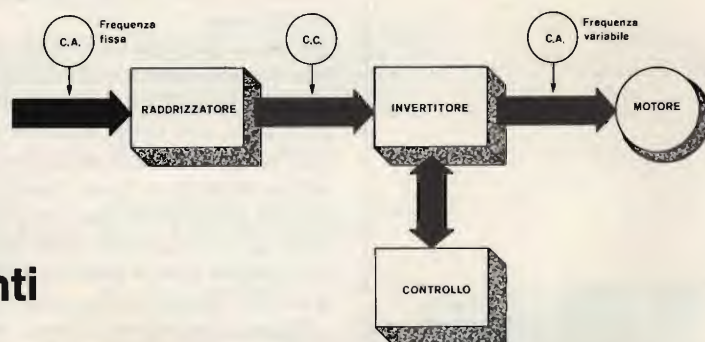 C.A.
Frequenza
fissa
C.C.
C.A.
Frequenza
variabile
RADDRIZZATORE
INVERTITORE
MOTORE
CONTROLLO
nti